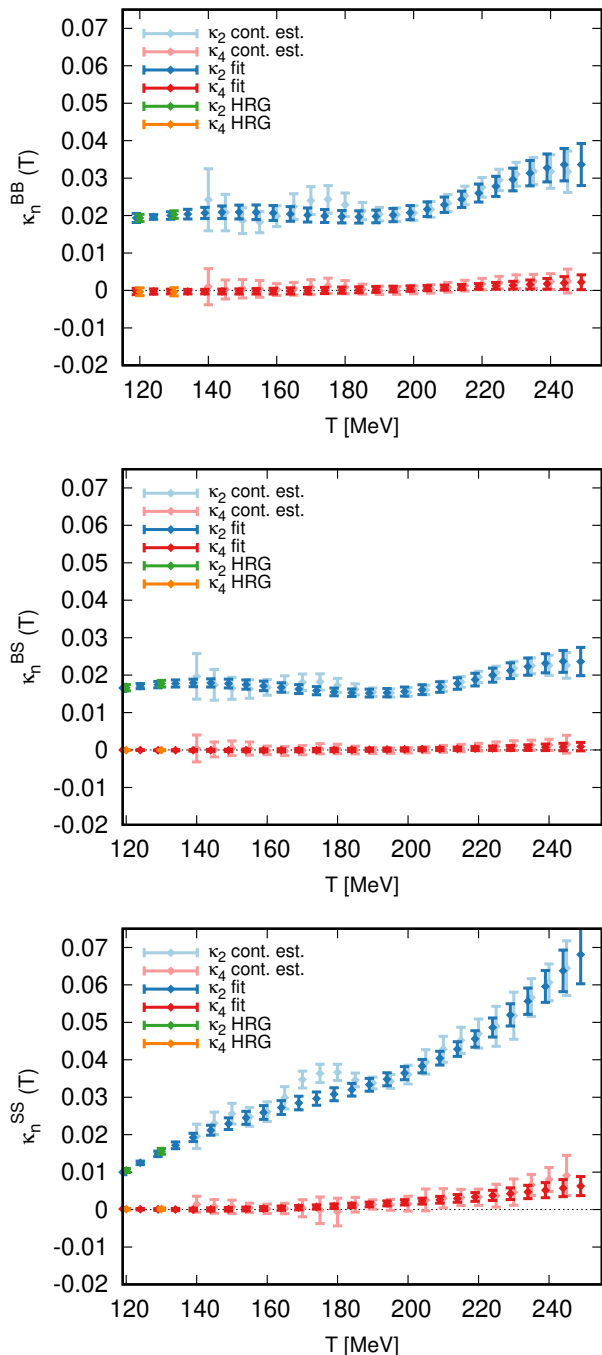 0.07
0.06
0.05
0.04
0.03
0.02
0.01
0
-0.01
-0.02
κ₂ cont. est.
κ₄ cont. est.
κ₂ fit
κ₄ fit
κ₂ HRG
κ₄ HRG
κₙᴮᴮ (T)
120 140 160 180 200 220 240
T [MeV]
0.07
0.06
0.05
0.04
0.03
0.02
0.01
0
-0.01
-0.02
κ₂ cont. est.
κ₄ cont. est.
κ₂ fit
κ₄ fit
κ₂ HRG
κ₄ HRG
κₙᴮˢ (T)
120 140 160 180 200 220 240
T [MeV]
0.07
0.06
0.05
0.04
0.03
0.02
0.01
0
-0.01
-0.02
κ₂ cont. est.
κ₄ cont. est.
κ₂ fit
κ₄ fit
κ₂ HRG
κ₄ HRG
κₙˢˢ (T)
120 140 160 180 200 220 240
T [MeV]